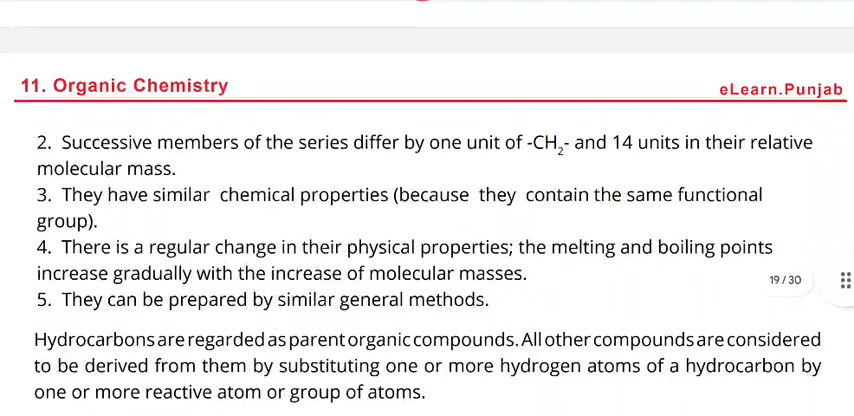 11. Organic Chemistry
eLearn.Punjab
2. Successive members of the series differ by one unit of -CH₂- and 14 units in their relative
molecular mass.
3. They have similar chemical properties (because they contain the same functional
group).
4. There is a regular change in their physical properties; the melting and boiling points
increase gradually with the increase of molecular masses.
19 / 30
5. They can be prepared by similar general methods.
Hydrocarbons are regarded as parent organic compounds. All other compounds are considered
to be derived from them by substituting one or more hydrogen atoms of a hydrocarbon by
one or more reactive atom or group of atoms.